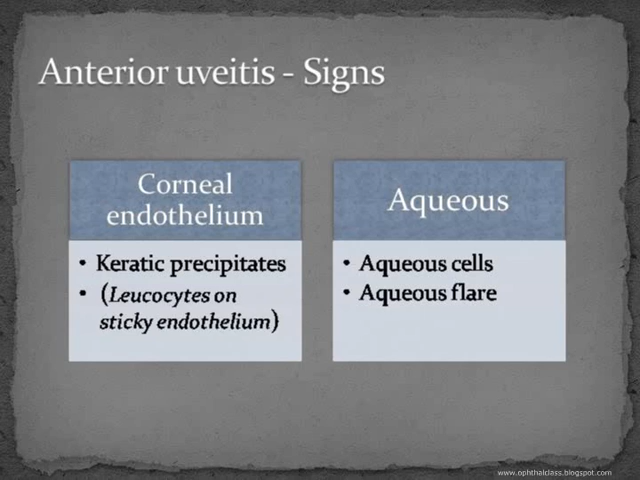 Anterior uveitis - Signs
Corneal
endothelium
• Keratic precipitates
• (Leucocytes on
sticky endothelium)
Aqueous
• Aqueous cells
• Aqueous flare
www.ophthalclass.blogspot.com